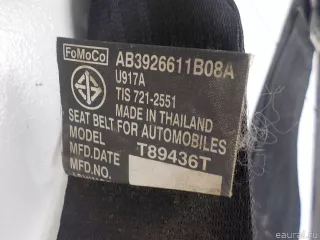 FoMoCo AB3926611B08A
U917A
TIS 721-2551
MADE IN THAILAND
SEAT BELT FOR AUTOMOBILES
MODEL T89436T
MFD.DATE
MFD.NO.
eaural.ru